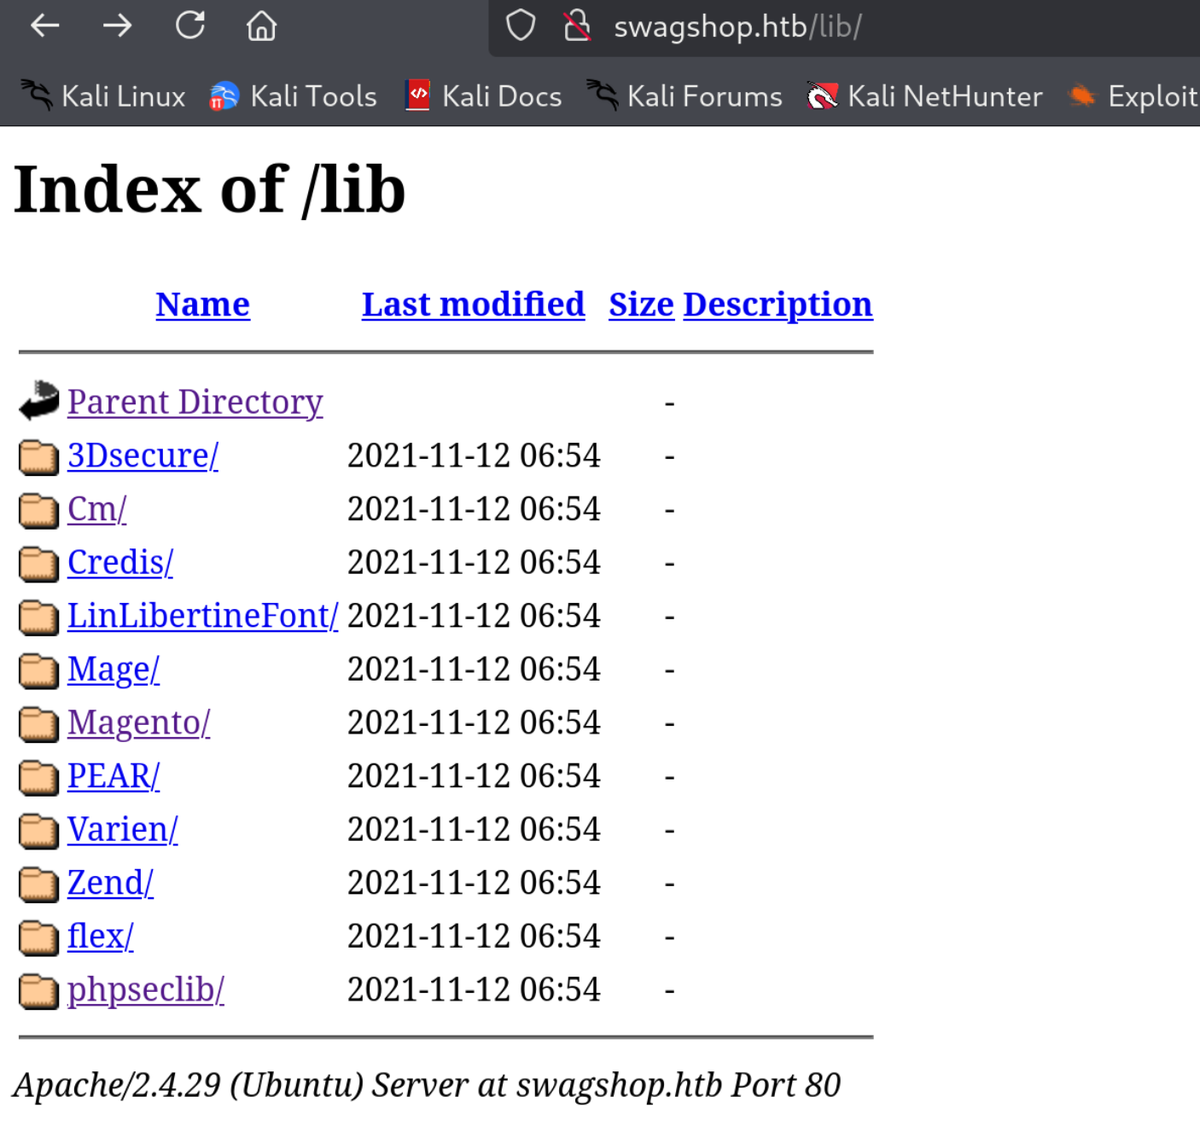 swagshop.htb/lib/
Kali Linux Kali Tools Kali Docs Kali Forums Kali NetHunter Exploit
Index of /lib
Name Last modified Size Description
Parent Directory -
3Dsecure/ 2021-11-12 06:54 -
Cm/ 2021-11-12 06:54 -
Credis/ 2021-11-12 06:54 -
LinLibertineFont/ 2021-11-12 06:54 -
Mage/ 2021-11-12 06:54 -
Magento/ 2021-11-12 06:54 -
PEAR/ 2021-11-12 06:54 -
Varien/ 2021-11-12 06:54 -
Zend/ 2021-11-12 06:54 -
flex/ 2021-11-12 06:54 -
phpseclib/ 2021-11-12 06:54 -
Apache/2.4.29 (Ubuntu) Server at swagshop.htb Port 80